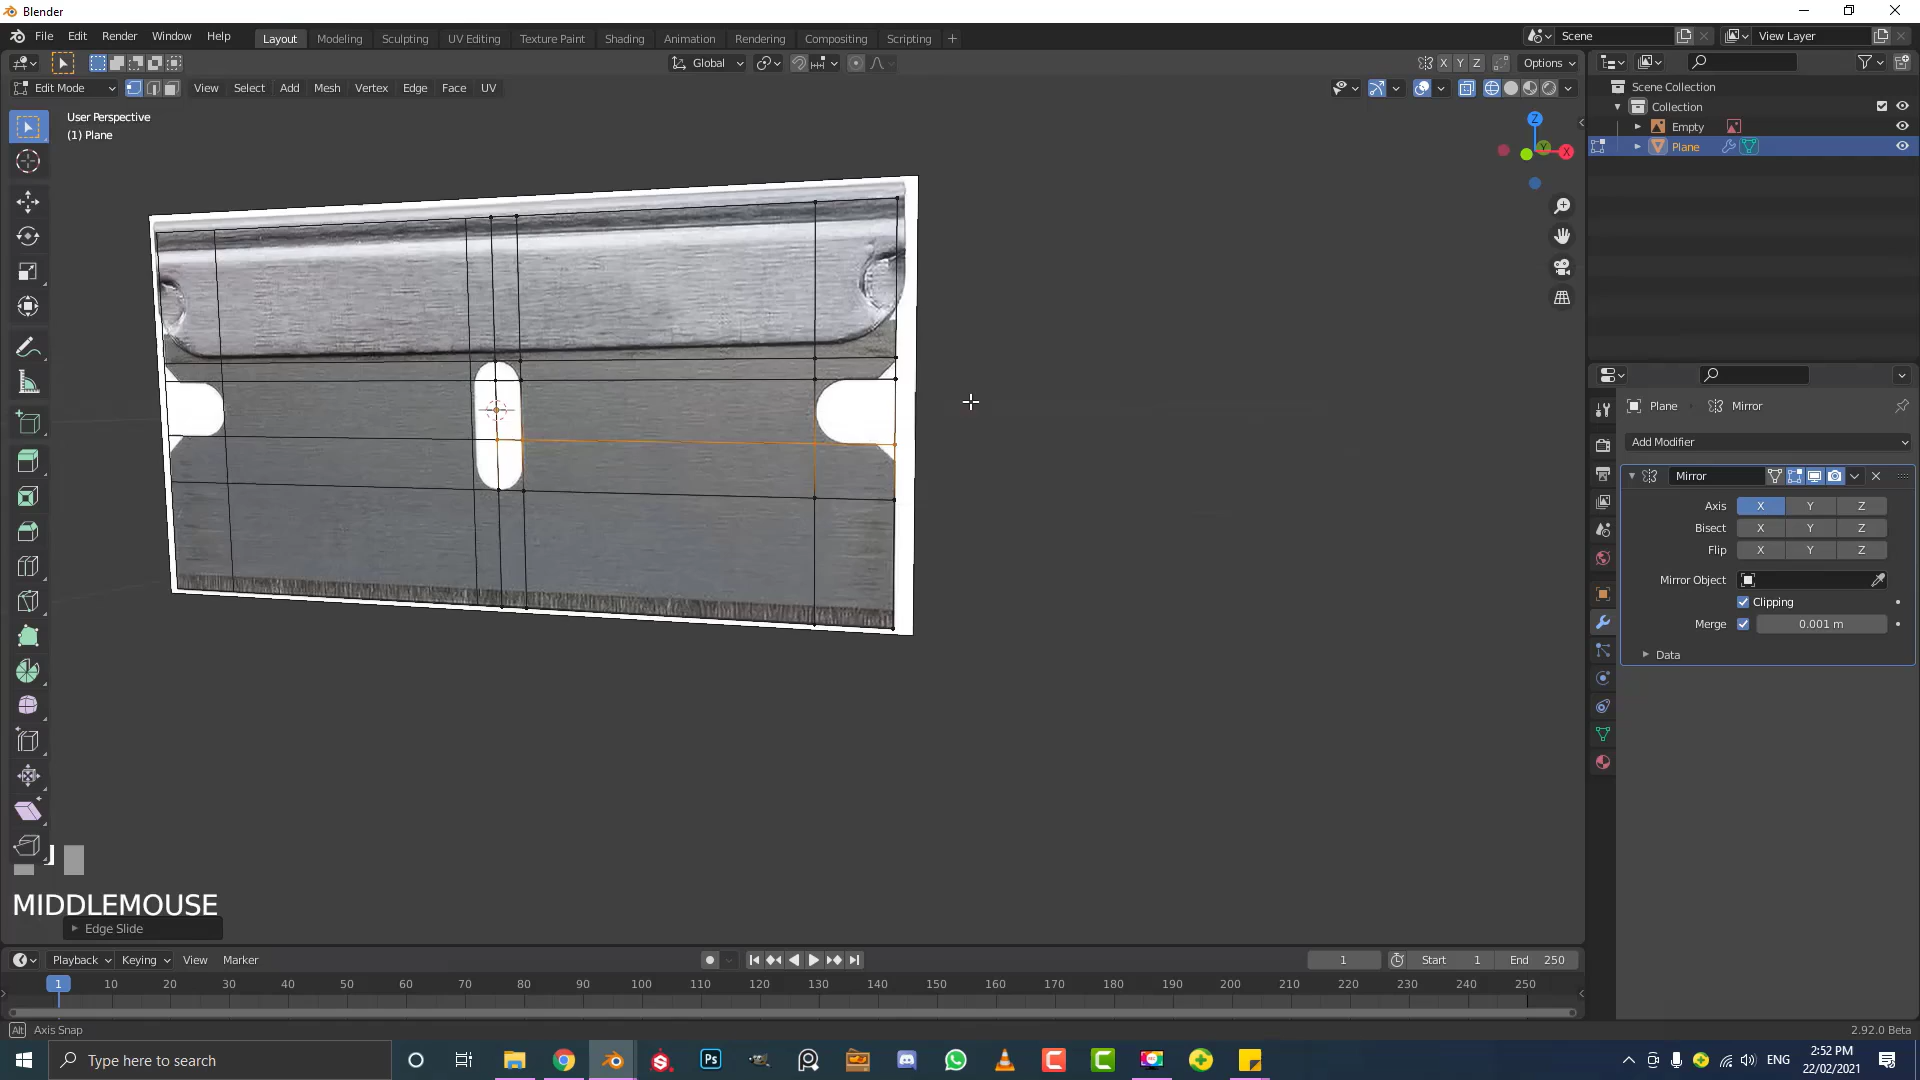 Blender
File Edit Render Window Help Layout Modeling Sculpting UV Editing Texture Paint Shading Animation Rendering Compositing Scripting + Scene View Layer
Global X Y Z Options
Edit Mode View Select Add Mesh Vertex Edge Face UV
User Perspective
(1) Plane
Z
Y
X
Scene Collection
Collection
Empty
Plane
Plane Mirror
Add Modifier
Mirror
Axis X Y Z
Bisect X Y Z
Flip X Y Z
Mirror Object
Clipping
Merge 0.001 m
Data
MIDDLEMOUSE
Edge Slide
Playback Keying View Marker 1 Start 1 End 250
1 10 20 30 40 50 60 70 80 90 100 110 120 130 140 150 160 170 180 190 200 210 220 230 240 250
Alt Axis Snap 2.92.0 Beta
Type here to search
Ps
ENG
2:52 PM
22/02/2021